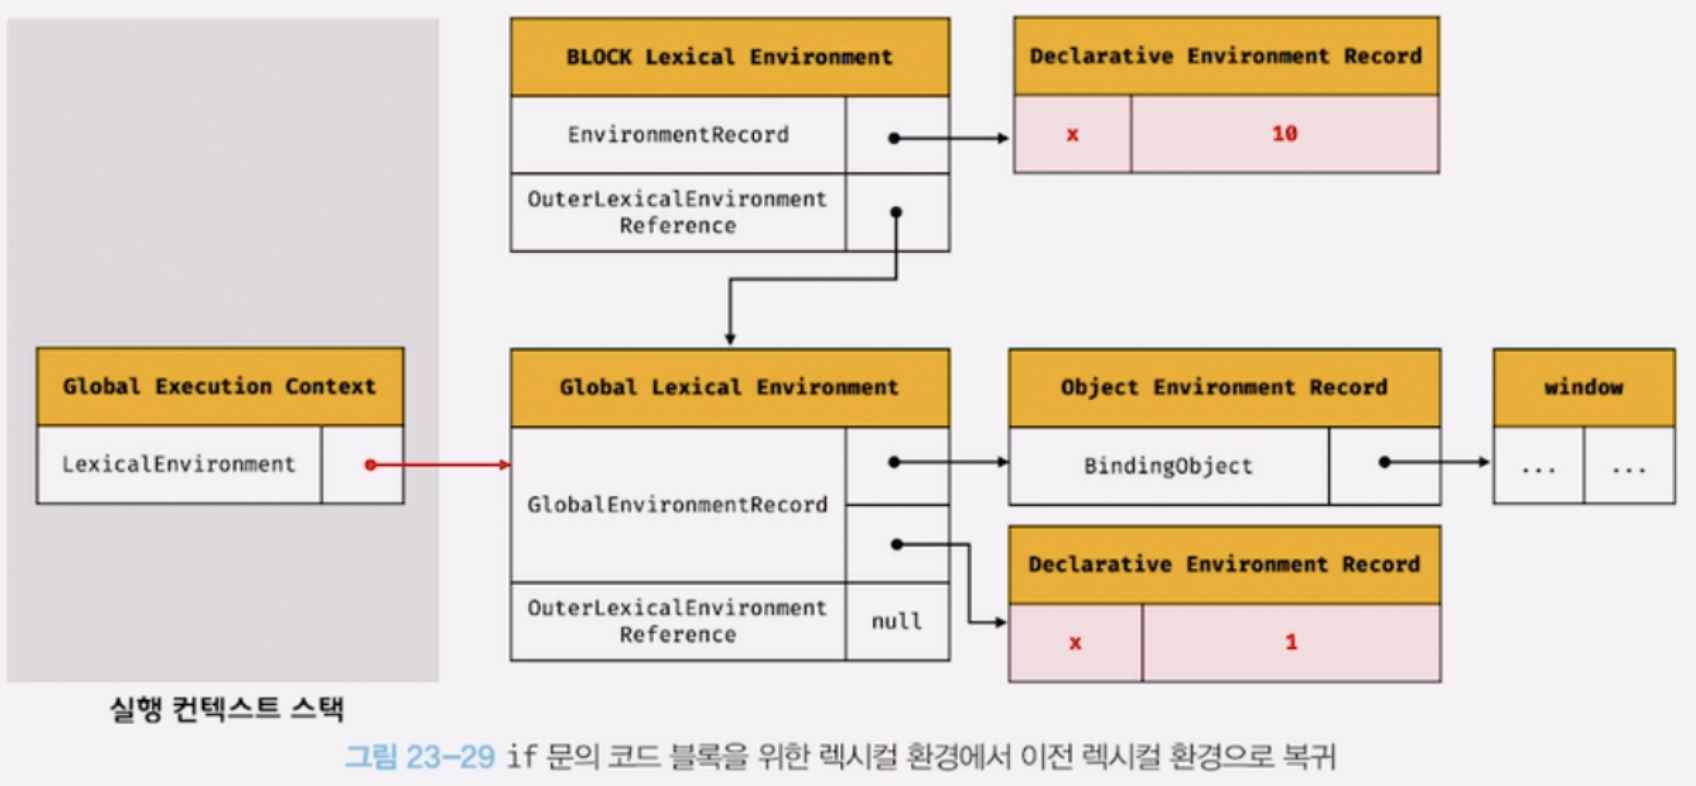 BLOCK Lexical Environment
EnvironmentRecord
OuterLexicalEnvironment
Reference
Declarative Environment Record
x
10
Global Execution Context
LexicalEnvironment
Global Lexical Environment
GlobalEnvironmentRecord
OuterLexicalEnvironment
Reference
null
Object Environment Record
BindingObject
window
...
...
Declarative Environment Record
x
1
실행 컨텍스트 스택
그림 23-29 if 문의 코드 블록을 위한 렉시컬 환경에서 이전 렉시컬 환경으로 복귀